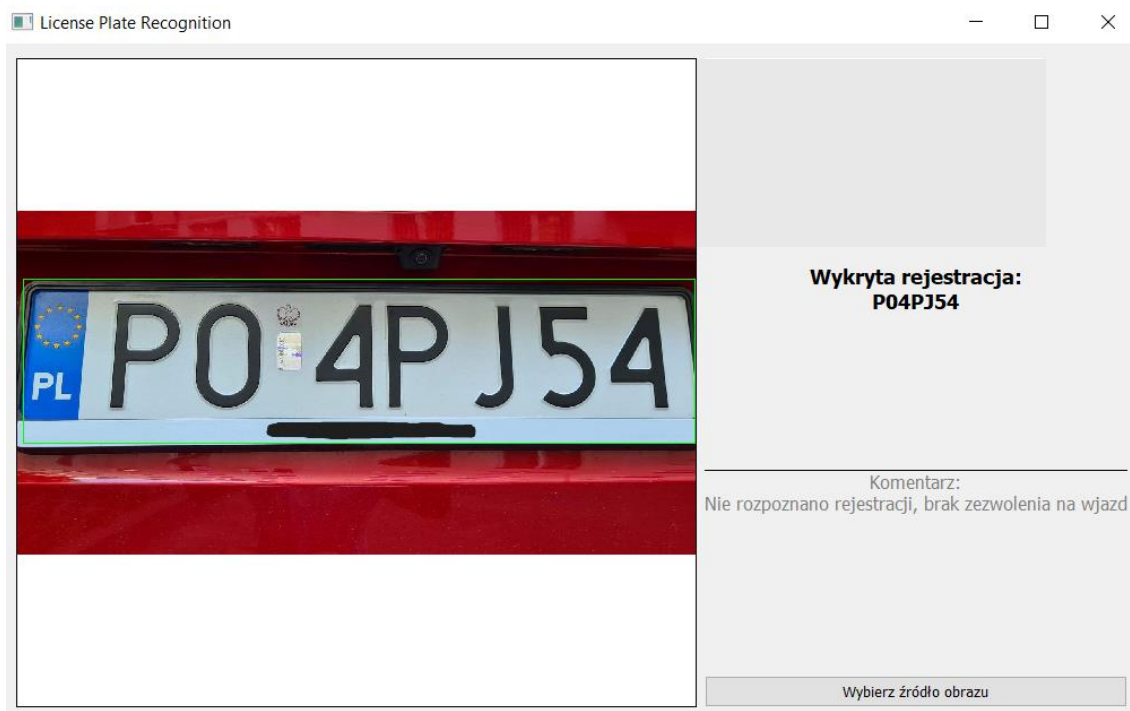 License Plate Recognition
PL
PO 4PJ54
Wykryta rejestracja:
P04PJ54
Komentarz:
Nie rozpoznano rejestracji, brak zezwolenia na wjazd
Wybierz źródło obrazu